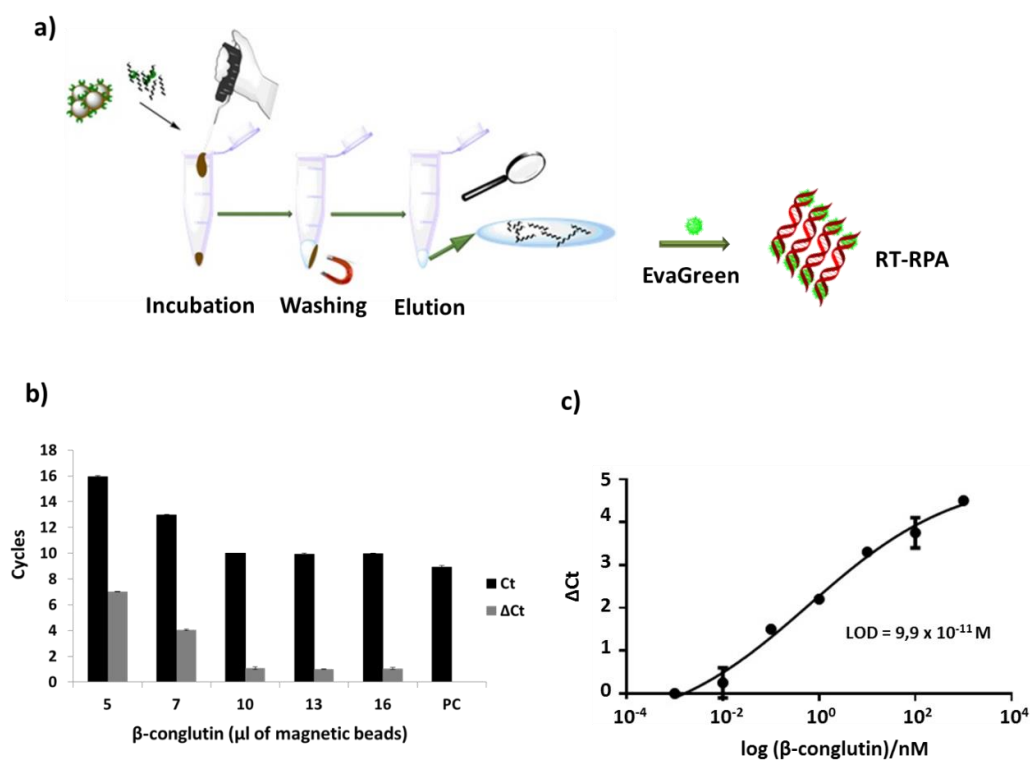 a)
Incubation
Washing
Elution
EvaGreen
RT-RPA
b)
Cycles
18
16
14
12
10
8
6
4
2
0
Ct
ΔCt
5 7 10 13 16 PC
β-conglutin (μl of magnetic beads)
c)
ΔCt
5
4
3
2
1
0
LOD = 9,9 x 10⁻¹¹ M
10⁻⁴ 10⁻² 10⁰ 10² 10⁴
log (β-conglutin)/nM